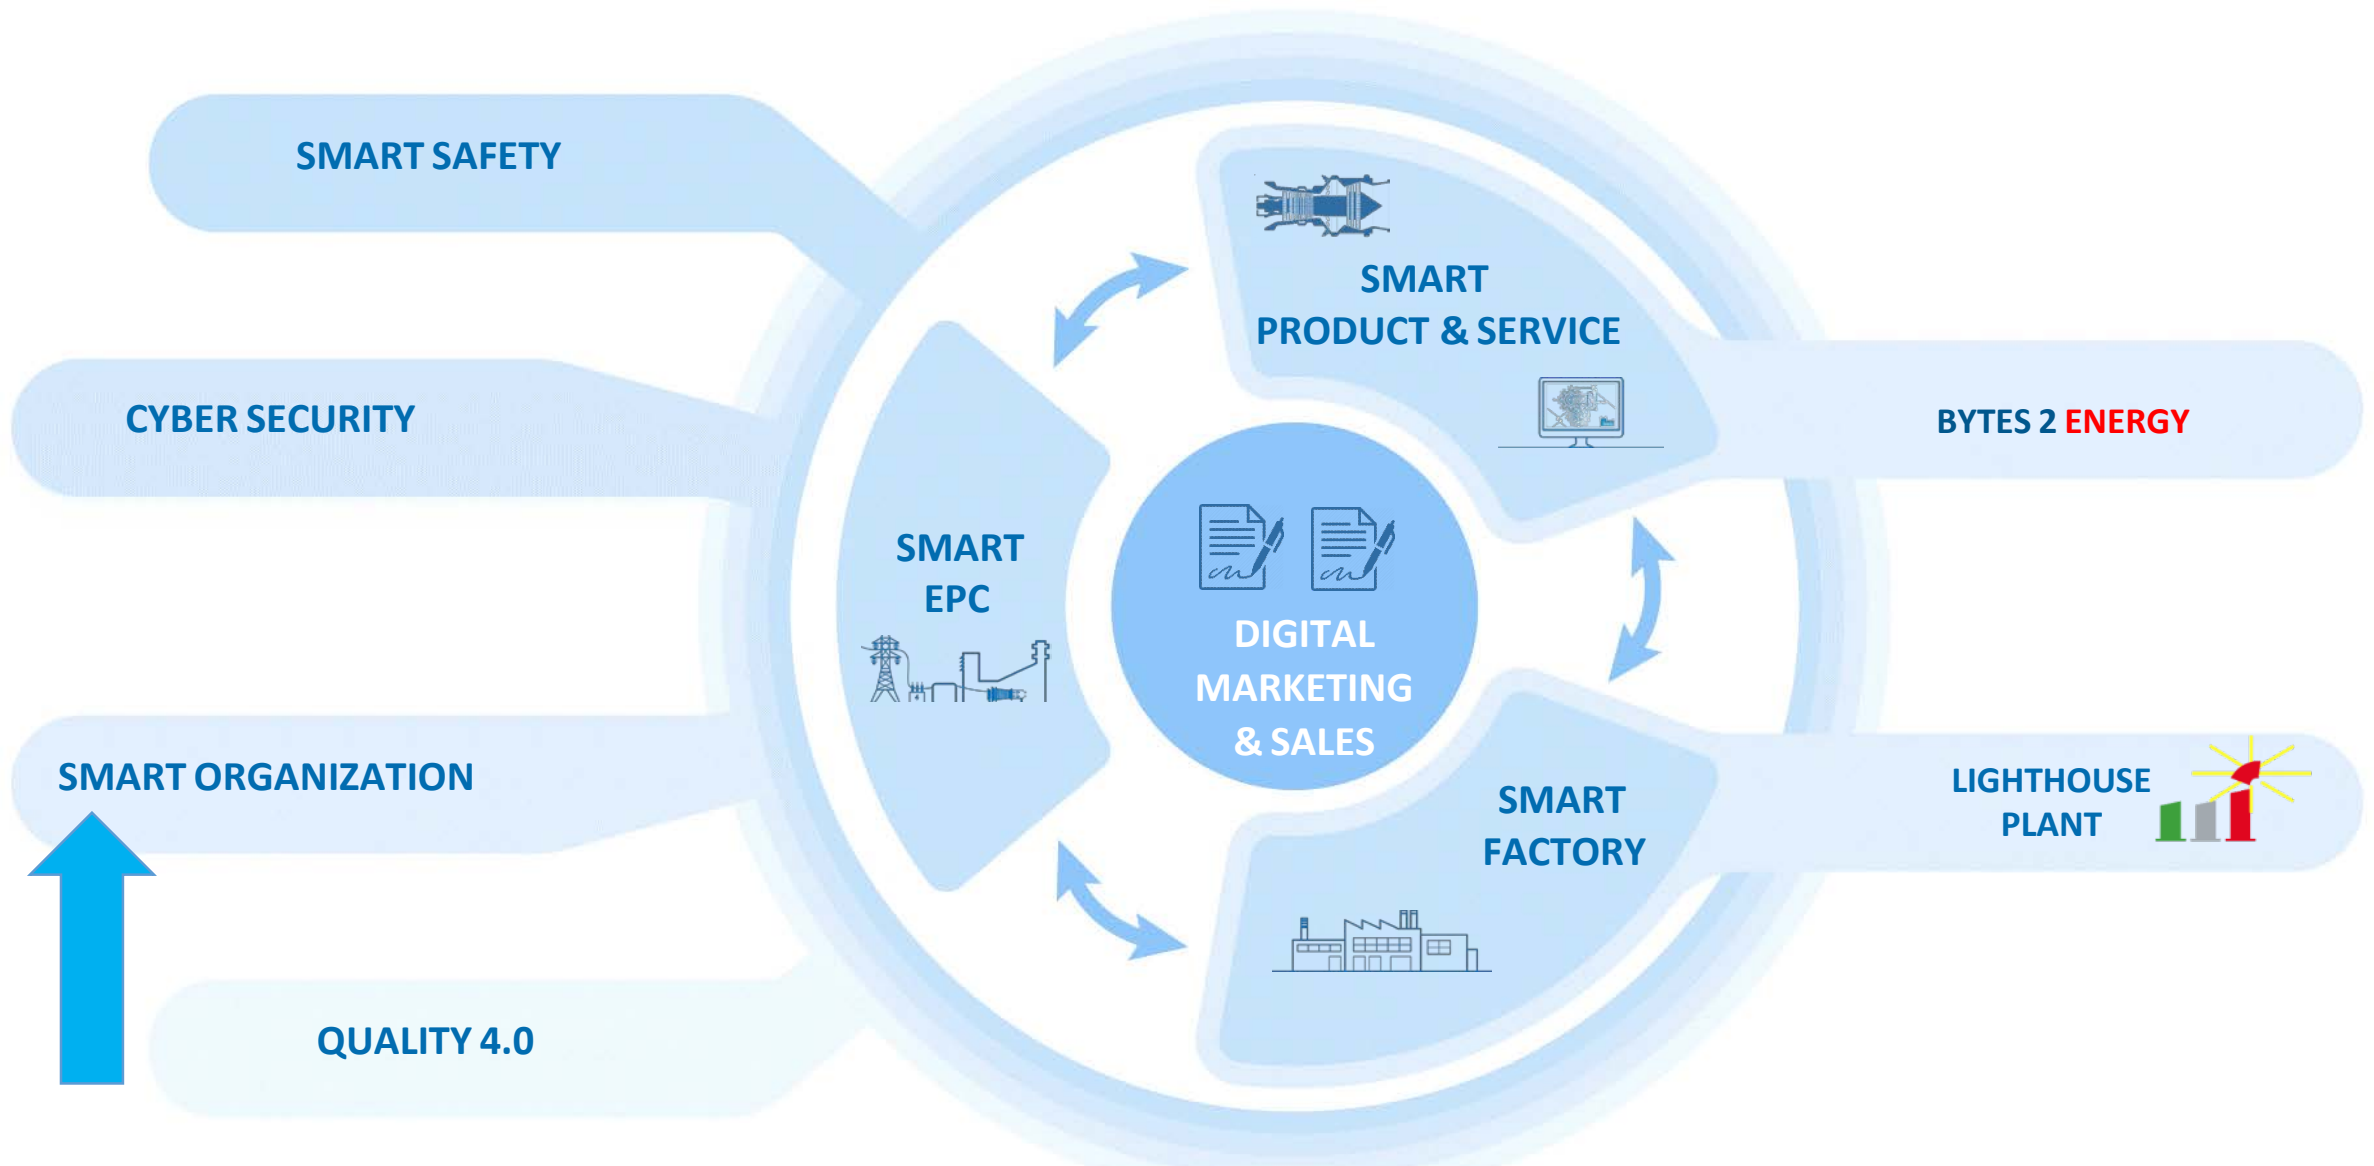 SMART SAFETY
CYBER SECURITY
SMART ORGANIZATION
QUALITY 4.0
SMART
EPC
SMART
PRODUCT & SERVICE
DIGITAL
MARKETING
& SALES
SMART
FACTORY
BYTES 2 ENERGY
LIGHTHOUSE
PLANT